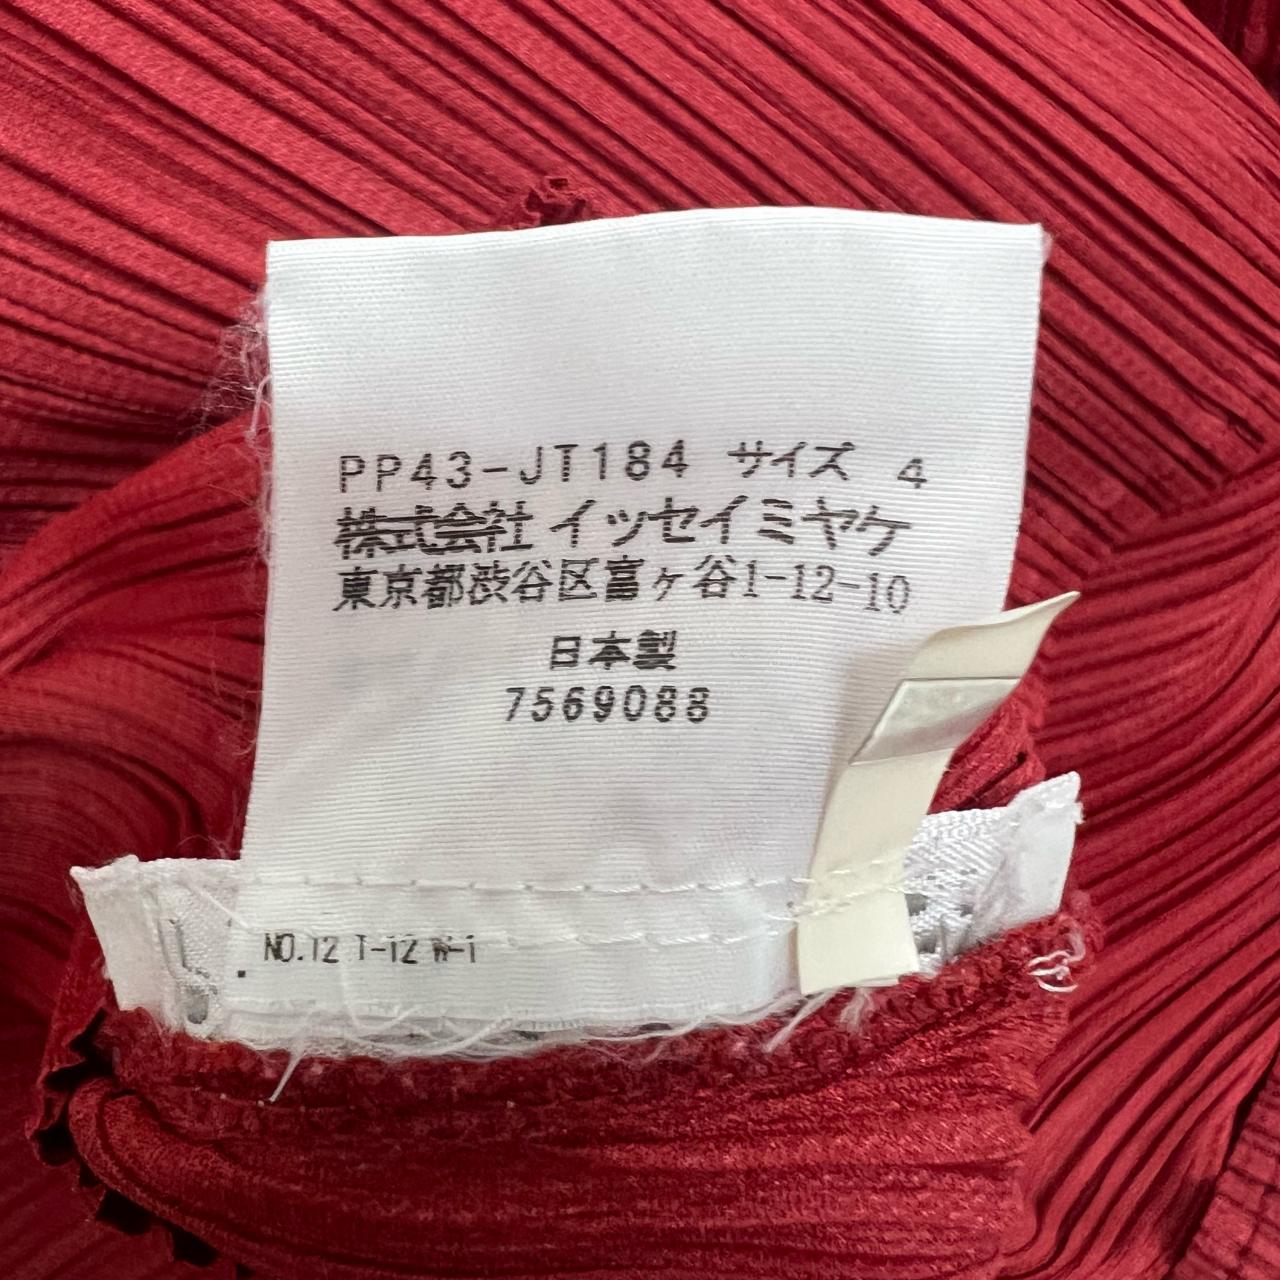 PP43-JT184 サイズ 4
株式会社 イッセイミヤケ
東京都渋谷区富ヶ谷1-12-10
日本製
7569088
NO.12 T-12 W-1